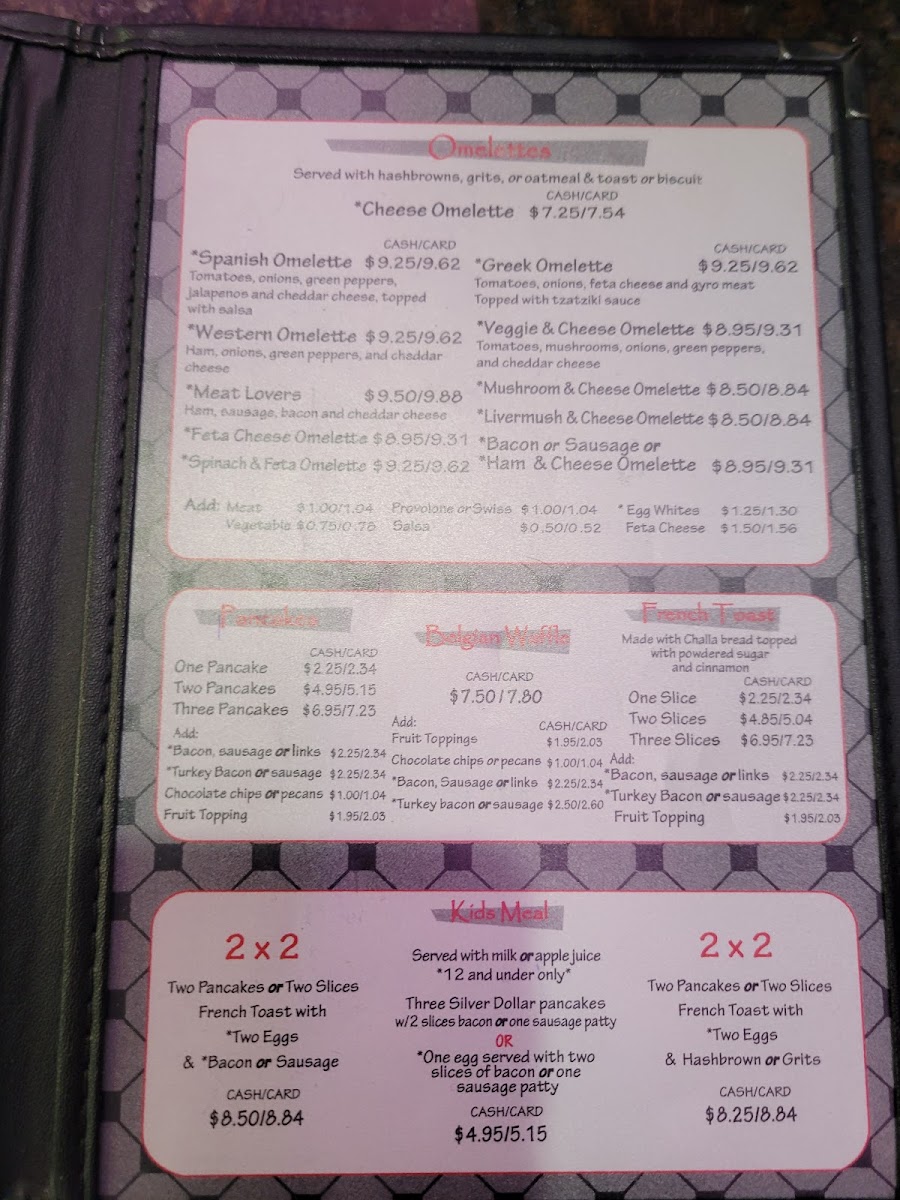 Omelettes
Served with hashbrowns, grits, or oatmeal & toast or biscuit
CASH/CARD
*Cheese Omelette $7.25/7.54
CASH/CARD
*Spanish Omelette $9.25/9.62
Tomatoes, onions, green peppers,
jalapenos and cheddar cheese, topped
with salsa
*Western Omelette $9.25/9.62
Ham, onions, green peppers, and cheddar
cheese
*Meat Lovers $9.50/9.88
Ham, sausage, bacon and cheddar cheese
*Feta Cheese Omelette $8.95/9.31
*Spinach & Feta Omelette $9.25/9.62
CASH/CARD
*Greek Omelette $9.25/9.62
Tomatoes, onions, feta cheese and gyro meat
Topped with tzatziki sauce
*Veggie & Cheese Omelette $8.95/9.31
Tomatoes, mushrooms, onions, green peppers,
and cheddar cheese
*Mushroom & Cheese Omelette $8.50/8.84
*Livermush & Cheese Omelette $8.50/8.84
*Bacon or Sausage or
*Ham & Cheese Omelette $8.95/9.31
Add: Meat $1.00/1.04 Provolone or Swiss $1.00/1.04 *Egg Whites $1.25/1.30
Vegetable $0.75/0.78 Salsa $0.50/0.52 Feta Cheese $1.50/1.56
Pancakes
CASH/CARD
One Pancake $2.25/2.34
Two Pancakes $4.95/5.15
Three Pancakes $6.95/7.23
Add:
*Bacon, sausage or links $2.25/2.34
*Turkey Bacon or sausage $2.25/2.34
Chocolate chips or pecans $1.00/1.04
Fruit Topping $1.95/2.03
Belgian Waffle
CASH/CARD
$7.50/7.80
Add: CASH/CARD
Fruit Toppings $1.95/2.03
Chocolate chips or pecans $1.00/1.04
*Bacon, Sausage or links $2.25/2.34
*Turkey bacon or sausage $2.50/2.60
French Toast
Made with Challa bread topped
with powdered sugar
and cinnamon
CASH/CARD
One Slice $2.25/2.34
Two Slices $4.85/5.04
Three Slices $6.95/7.23
Add:
*Bacon, sausage or links $2.25/2.34
*Turkey Bacon or sausage $2.25/2.34
Fruit Topping $1.95/2.03
Kids Meal
2 x 2
Two Pancakes or Two Slices
French Toast with
*Two Eggs
& *Bacon or Sausage
CASH/CARD
$8.50/8.84
Served with milk or apple juice
*12 and under only*
Three Silver Dollar pancakes
w/2 slices bacon or one sausage patty
OR
*One egg served with two
slices of bacon or one
sausage patty
CASH/CARD
$4.95/5.15
2 x 2
Two Pancakes or Two Slices
French Toast with
*Two Eggs
& Hashbrown or Grits
CASH/CARD
$8.25/8.84